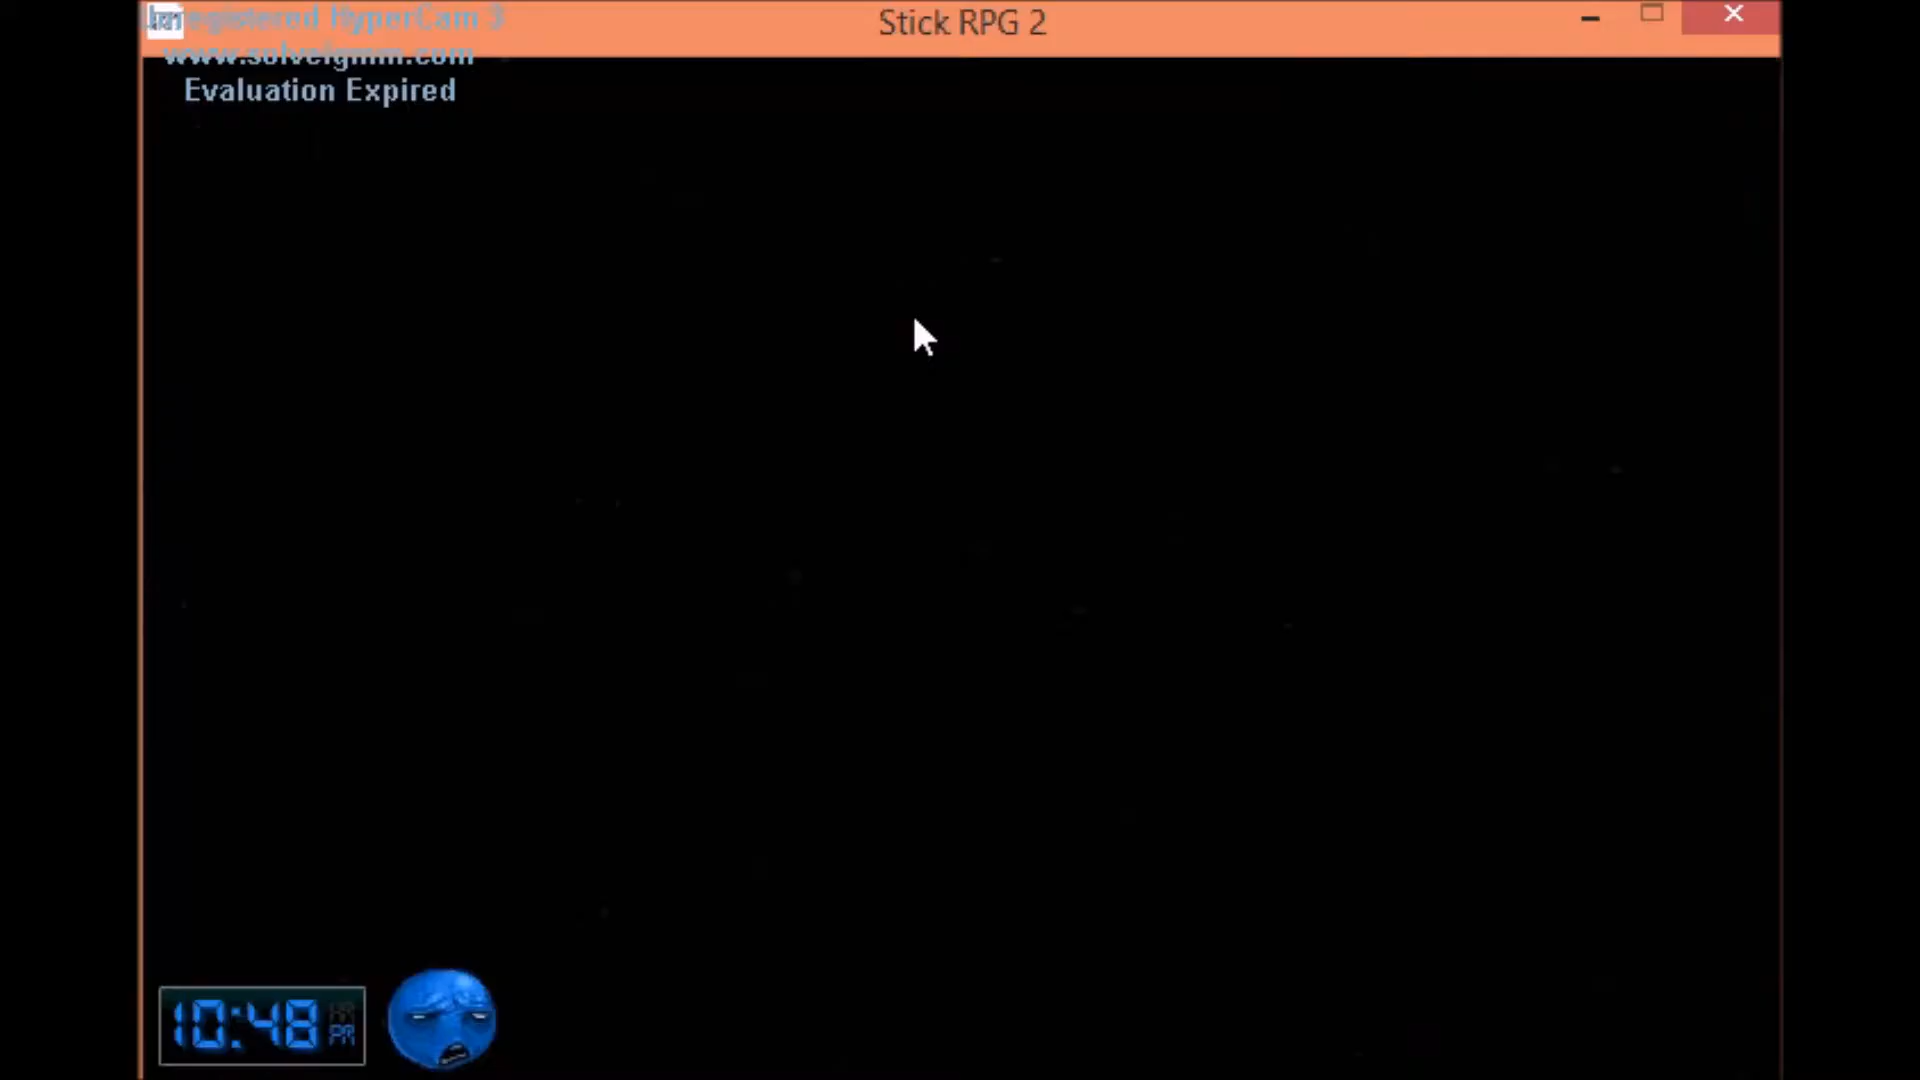 Unregistered HyperCam 3
Stick RPG 2
www.solveigmm.com
Evaluation Expired
10:48 PM